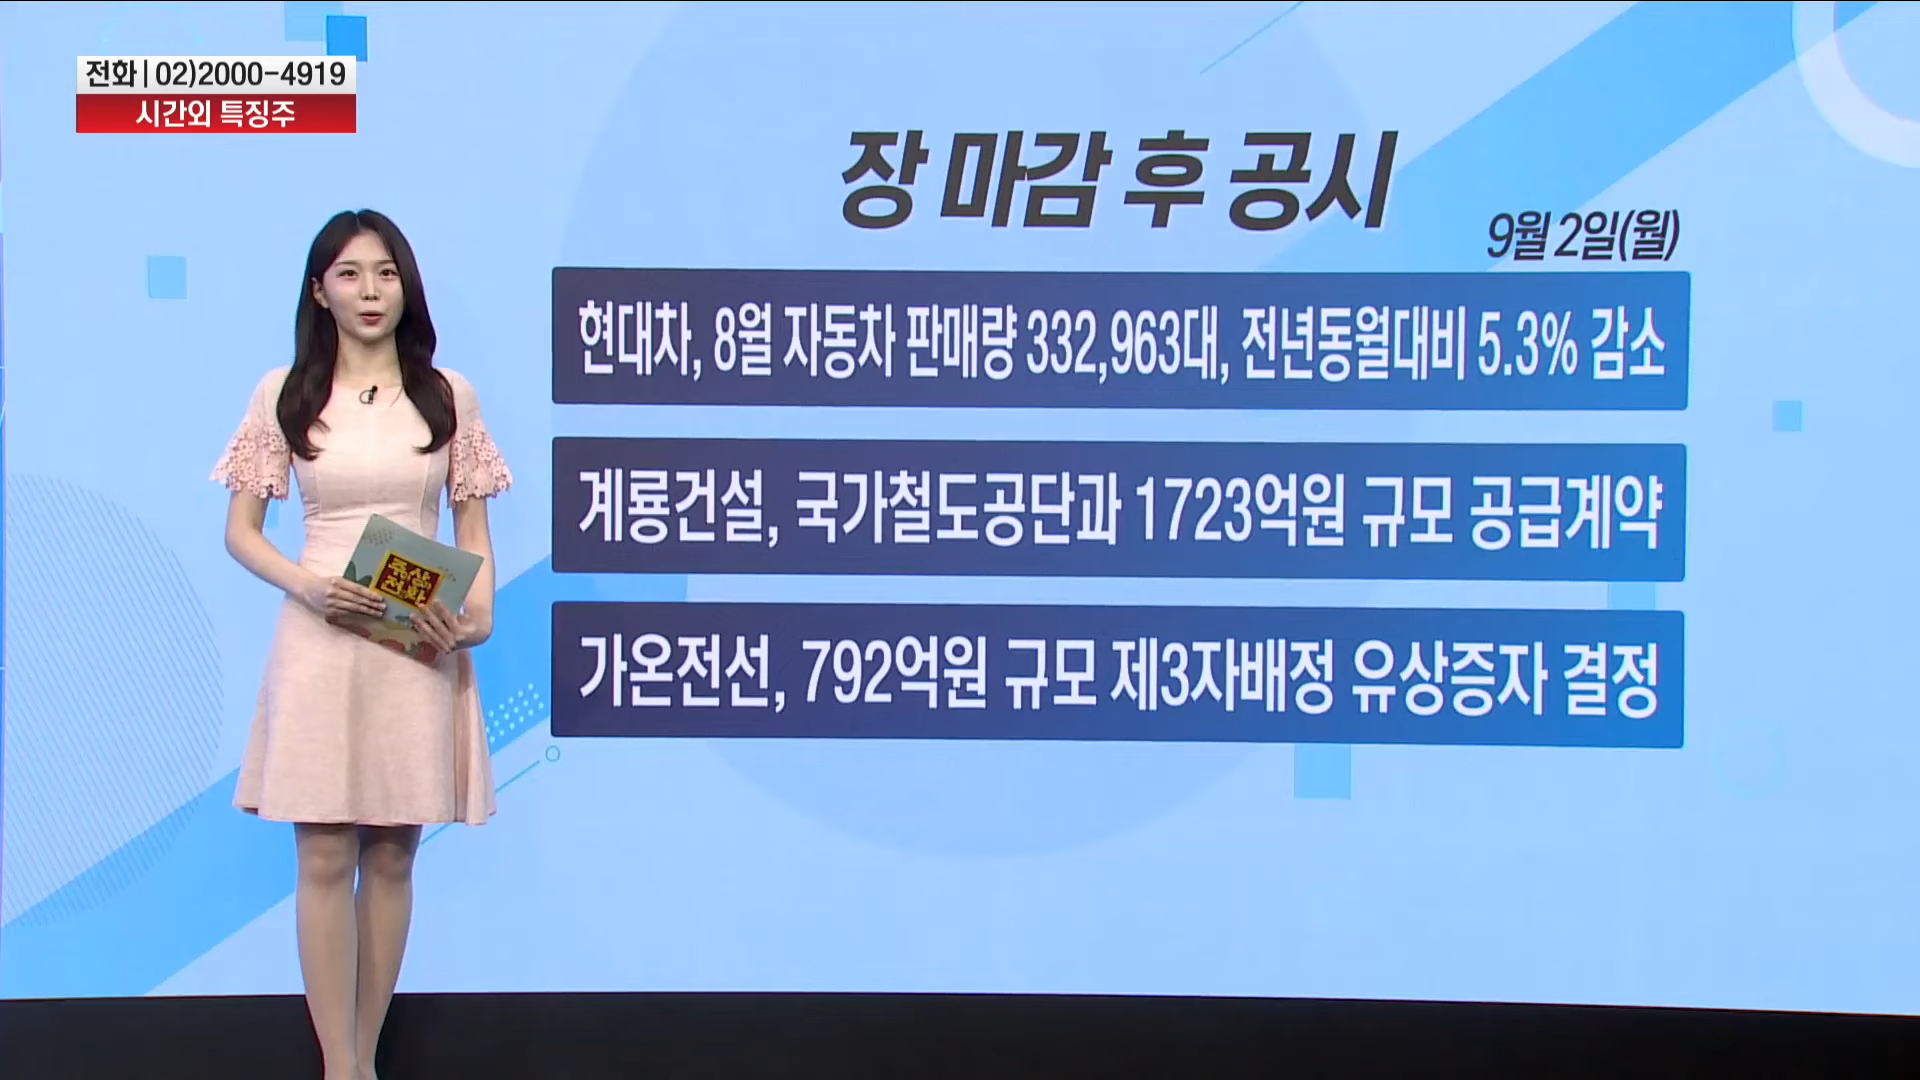 전화 | 02)2000-4919
시간외 특징주
장 마감 후 공시
9월 2일(월)
현대차, 8월 자동차 판매량 332,963대, 전년동월대비 5.3% 감소
계룡건설, 국가철도공단과 1723억원 규모 공급계약
가온전선, 792억원 규모 제3자배정 유상증자 결정
증상
전화